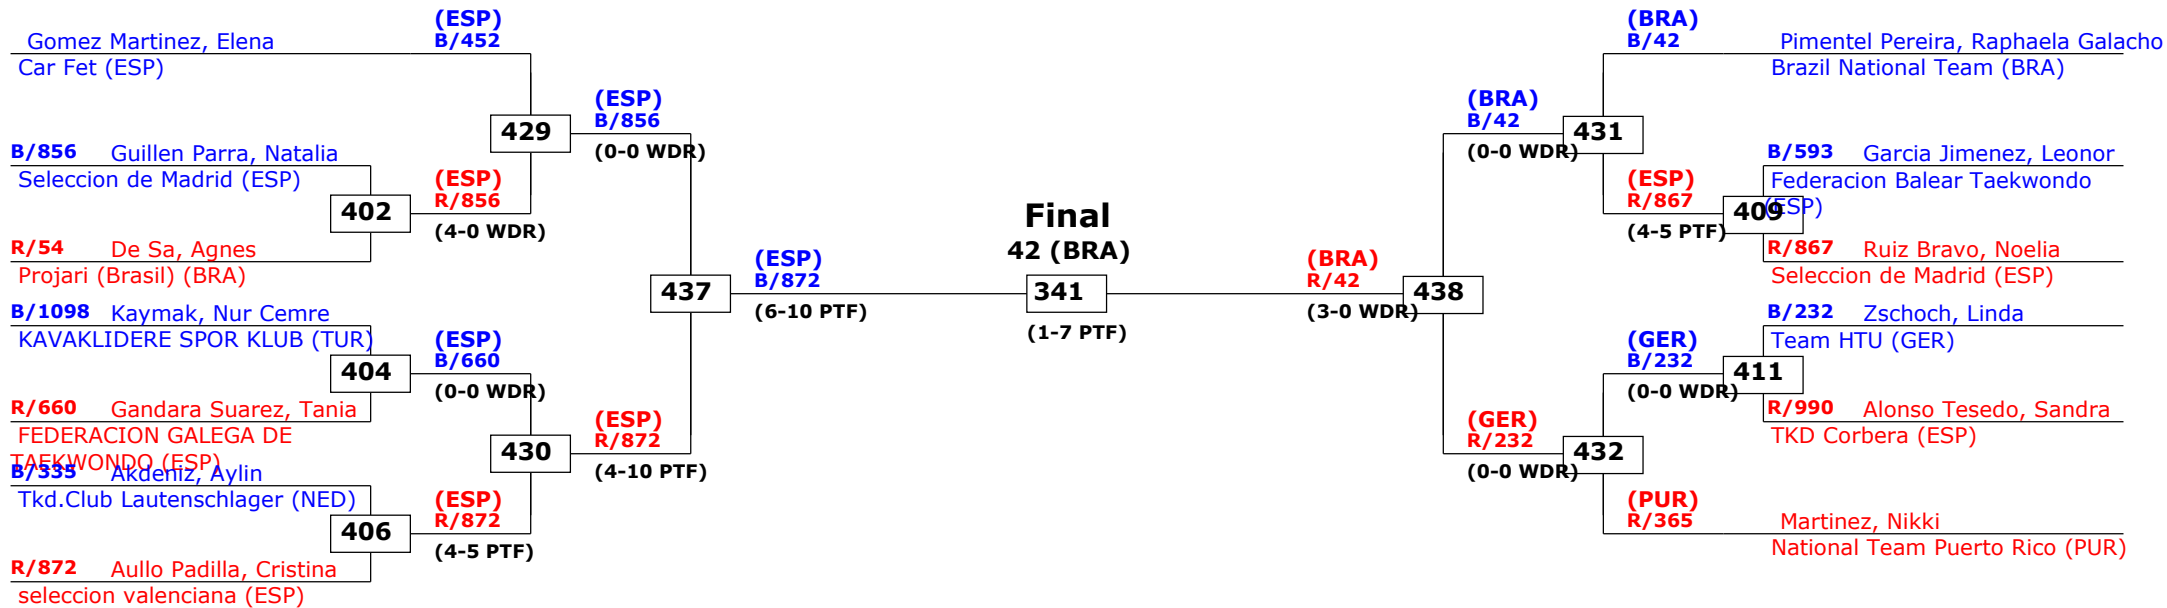 (ESP)
B/452
Gomez Martinez, Elena
Car Fet (ESP)
B/856 Guillen Parra, Natalia
Seleccion de Madrid (ESP)
402
R/54 De Sa, Agnes
Projari (Brasil) (BRA)
B/1098 Kaymak, Nur Cemre
KAVAKLIDERE SPOR KLUB (TUR)
404
R/660 Gandara Suarez, Tania
FEDERACION GALEGA DE
TAEKWONDO (ESP)
B/335 Akdeniz, Aylin
Tkd.Club Lautenschlager (NED)
406
R/872 Aullo Padilla, Cristina
seleccion valenciana (ESP)
429
(ESP)
R/856
(4-0 WDR)
(ESP)
B/660
(0-0 WDR)
430
(ESP)
R/872
(4-5 PTF)
(ESP)
B/856
(0-0 WDR)
437
(ESP)
R/872
(4-10 PTF)
(ESP)
B/872
(6-10 PTF)
Final
42 (BRA)
341
(1-7 PTF)
(BRA)
R/42
(3-0 WDR)
438
(BRA)
B/42
(0-0 WDR)
431
(GER)
R/232
(0-0 WDR)
432
(BRA)
B/42
Pimentel Pereira, Raphaela Galacho
Brazil National Team (BRA)
(ESP)
R/867
(4-5 PTF)
409
B/593 Garcia Jimenez, Leonor
Federacion Balear Taekwondo
(ESP)
R/867 Ruiz Bravo, Noelia
Seleccion de Madrid (ESP)
(GER)
B/232
(0-0 WDR)
411
B/232 Zschoch, Linda
Team HTU (GER)
R/990 Alonso Tesedo, Sandra
TKD Corbera (ESP)
(PUR)
R/365
Martinez, Nikki
National Team Puerto Rico (PUR)